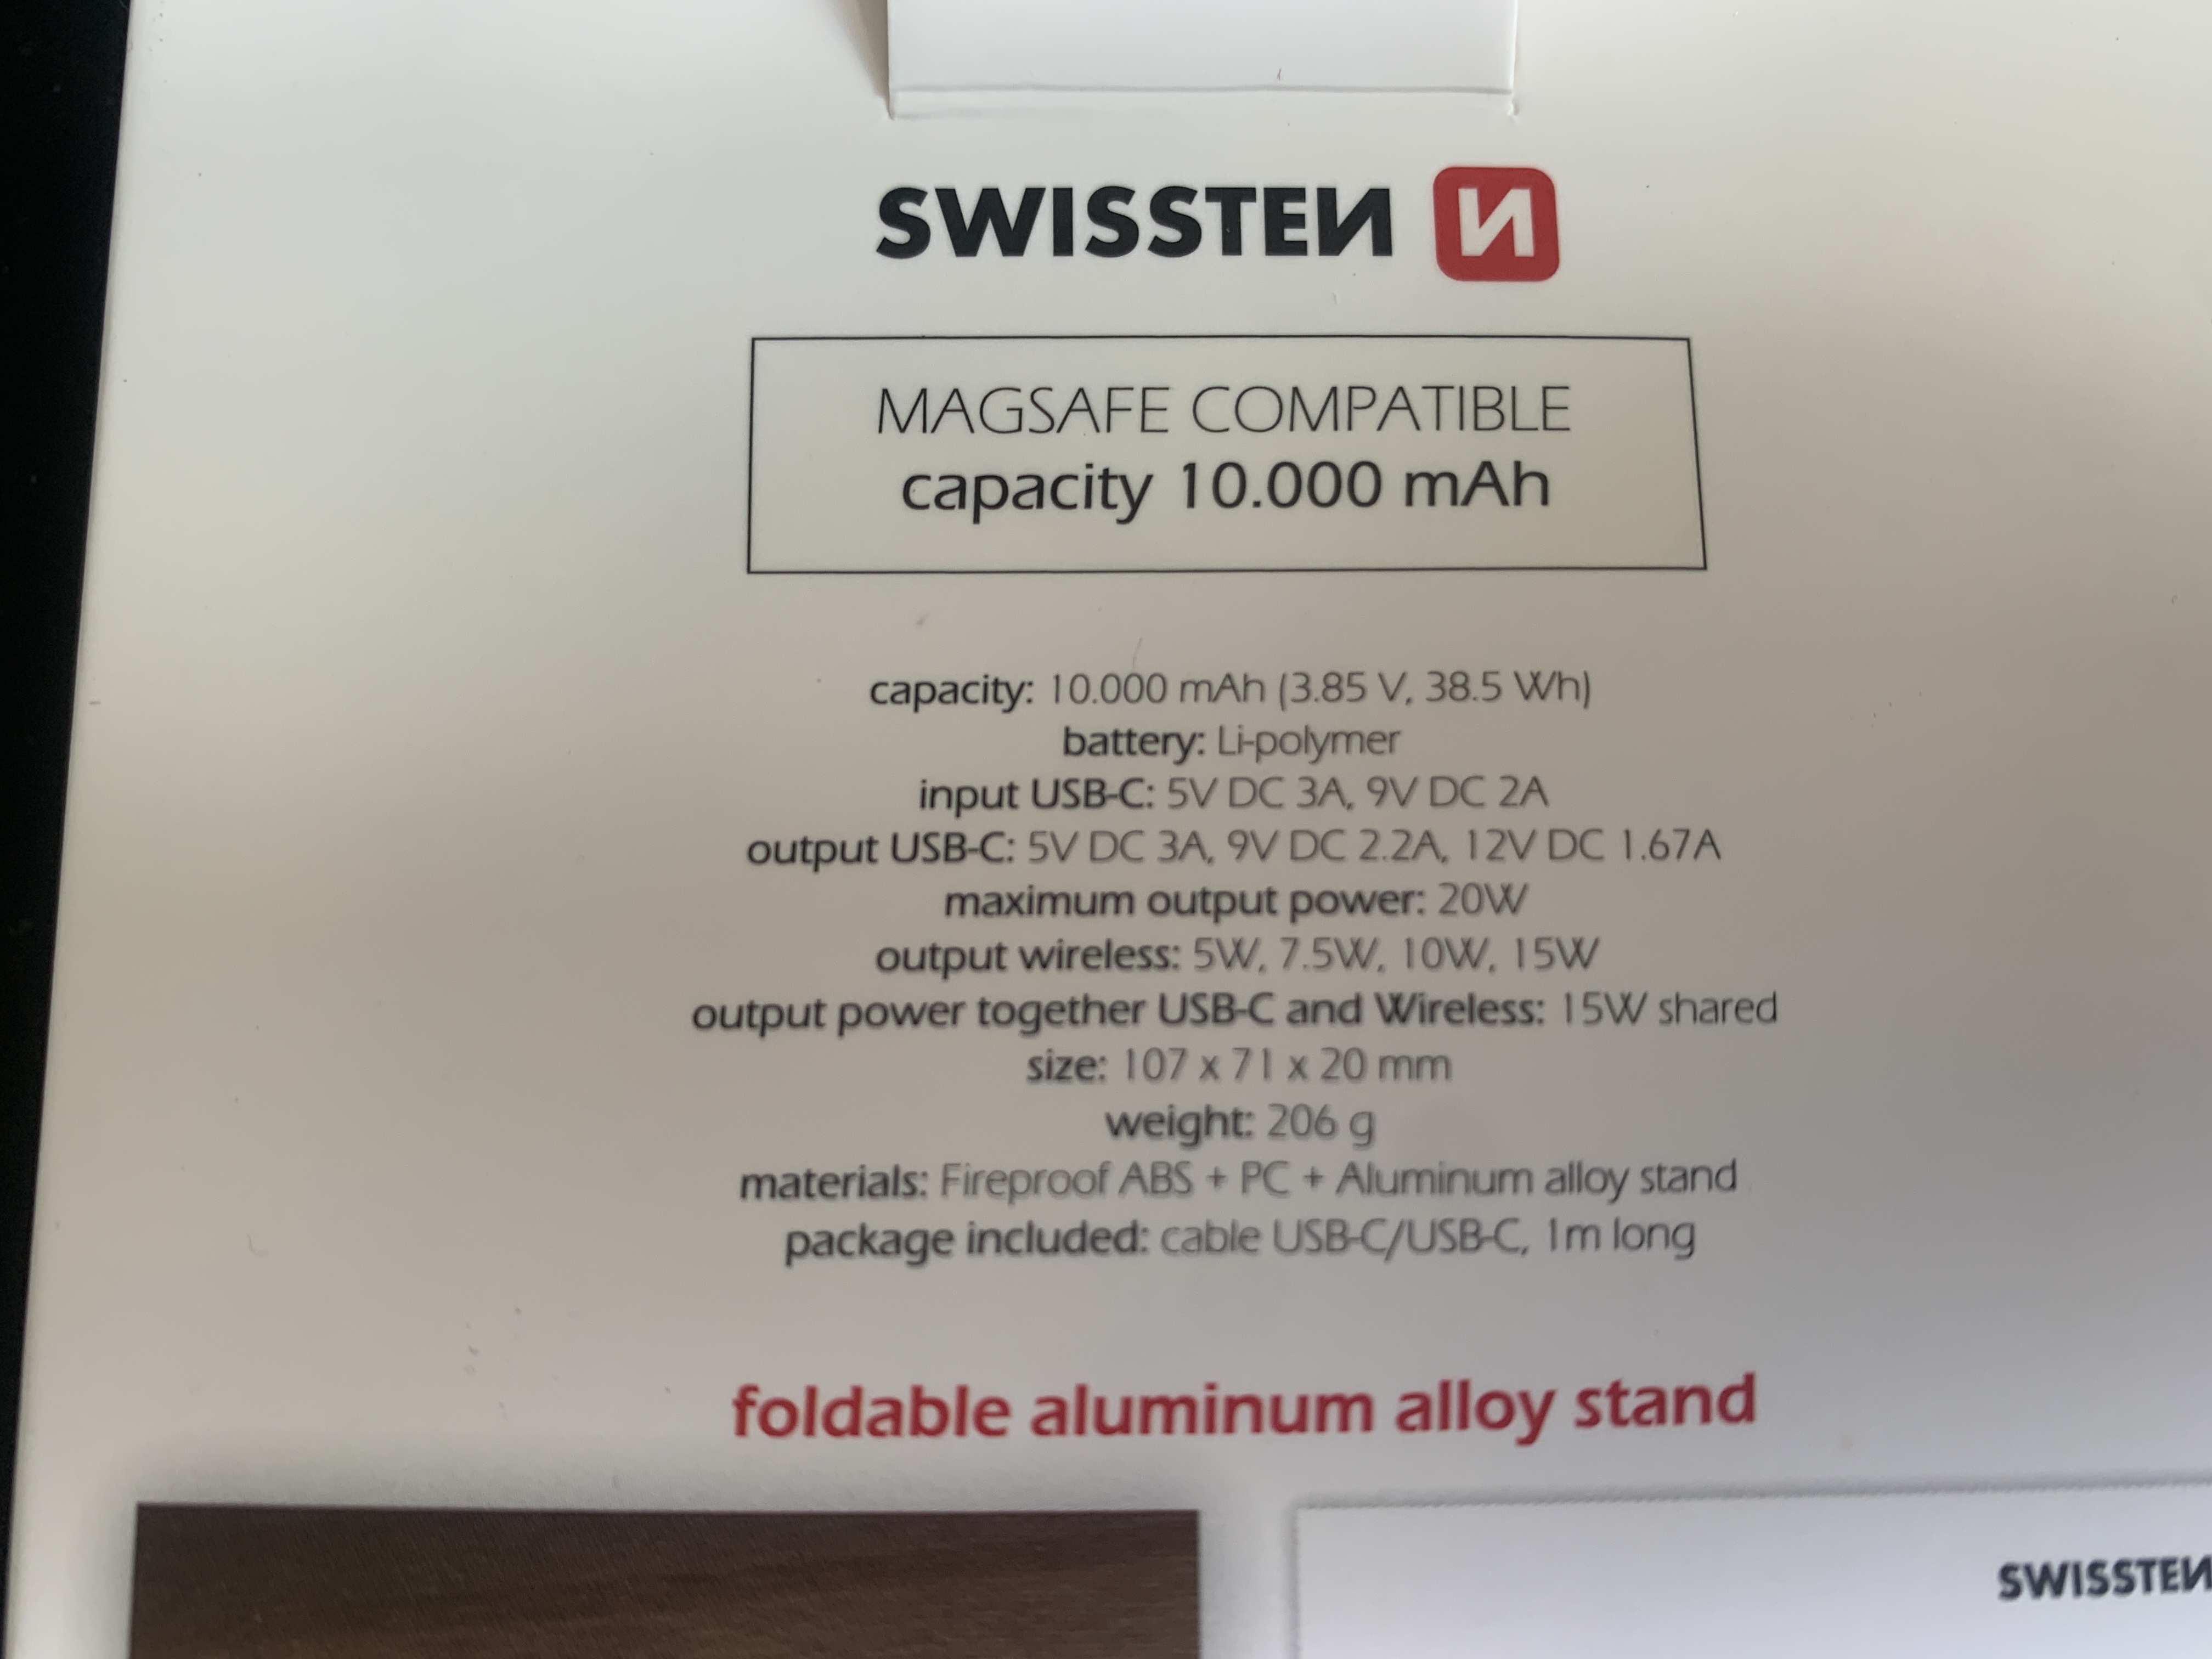 SWISSTEN N
MAGSAFE COMPATIBLE
capacity 10.000 mAh
capacity: 10.000 mAh (3.85 V, 38.5 Wh)
battery: Li-polymer
input USB-C: 5V DC 3A, 9V DC 2A
output USB-C: 5V DC 3A, 9V DC 2.2A, 12V DC 1.67A
maximum output power: 20W
output wireless: 5W, 7.5W, 10W, 15W
output power together USB-C and Wireless: 15W shared
size: 107 x 71 x 20 mm
weight: 206 g
materials: Fireproof ABS + PC + Aluminum alloy stand
package included: cable USB-C/USB-C, 1m long
foldable aluminum alloy stand
SWISSTEN